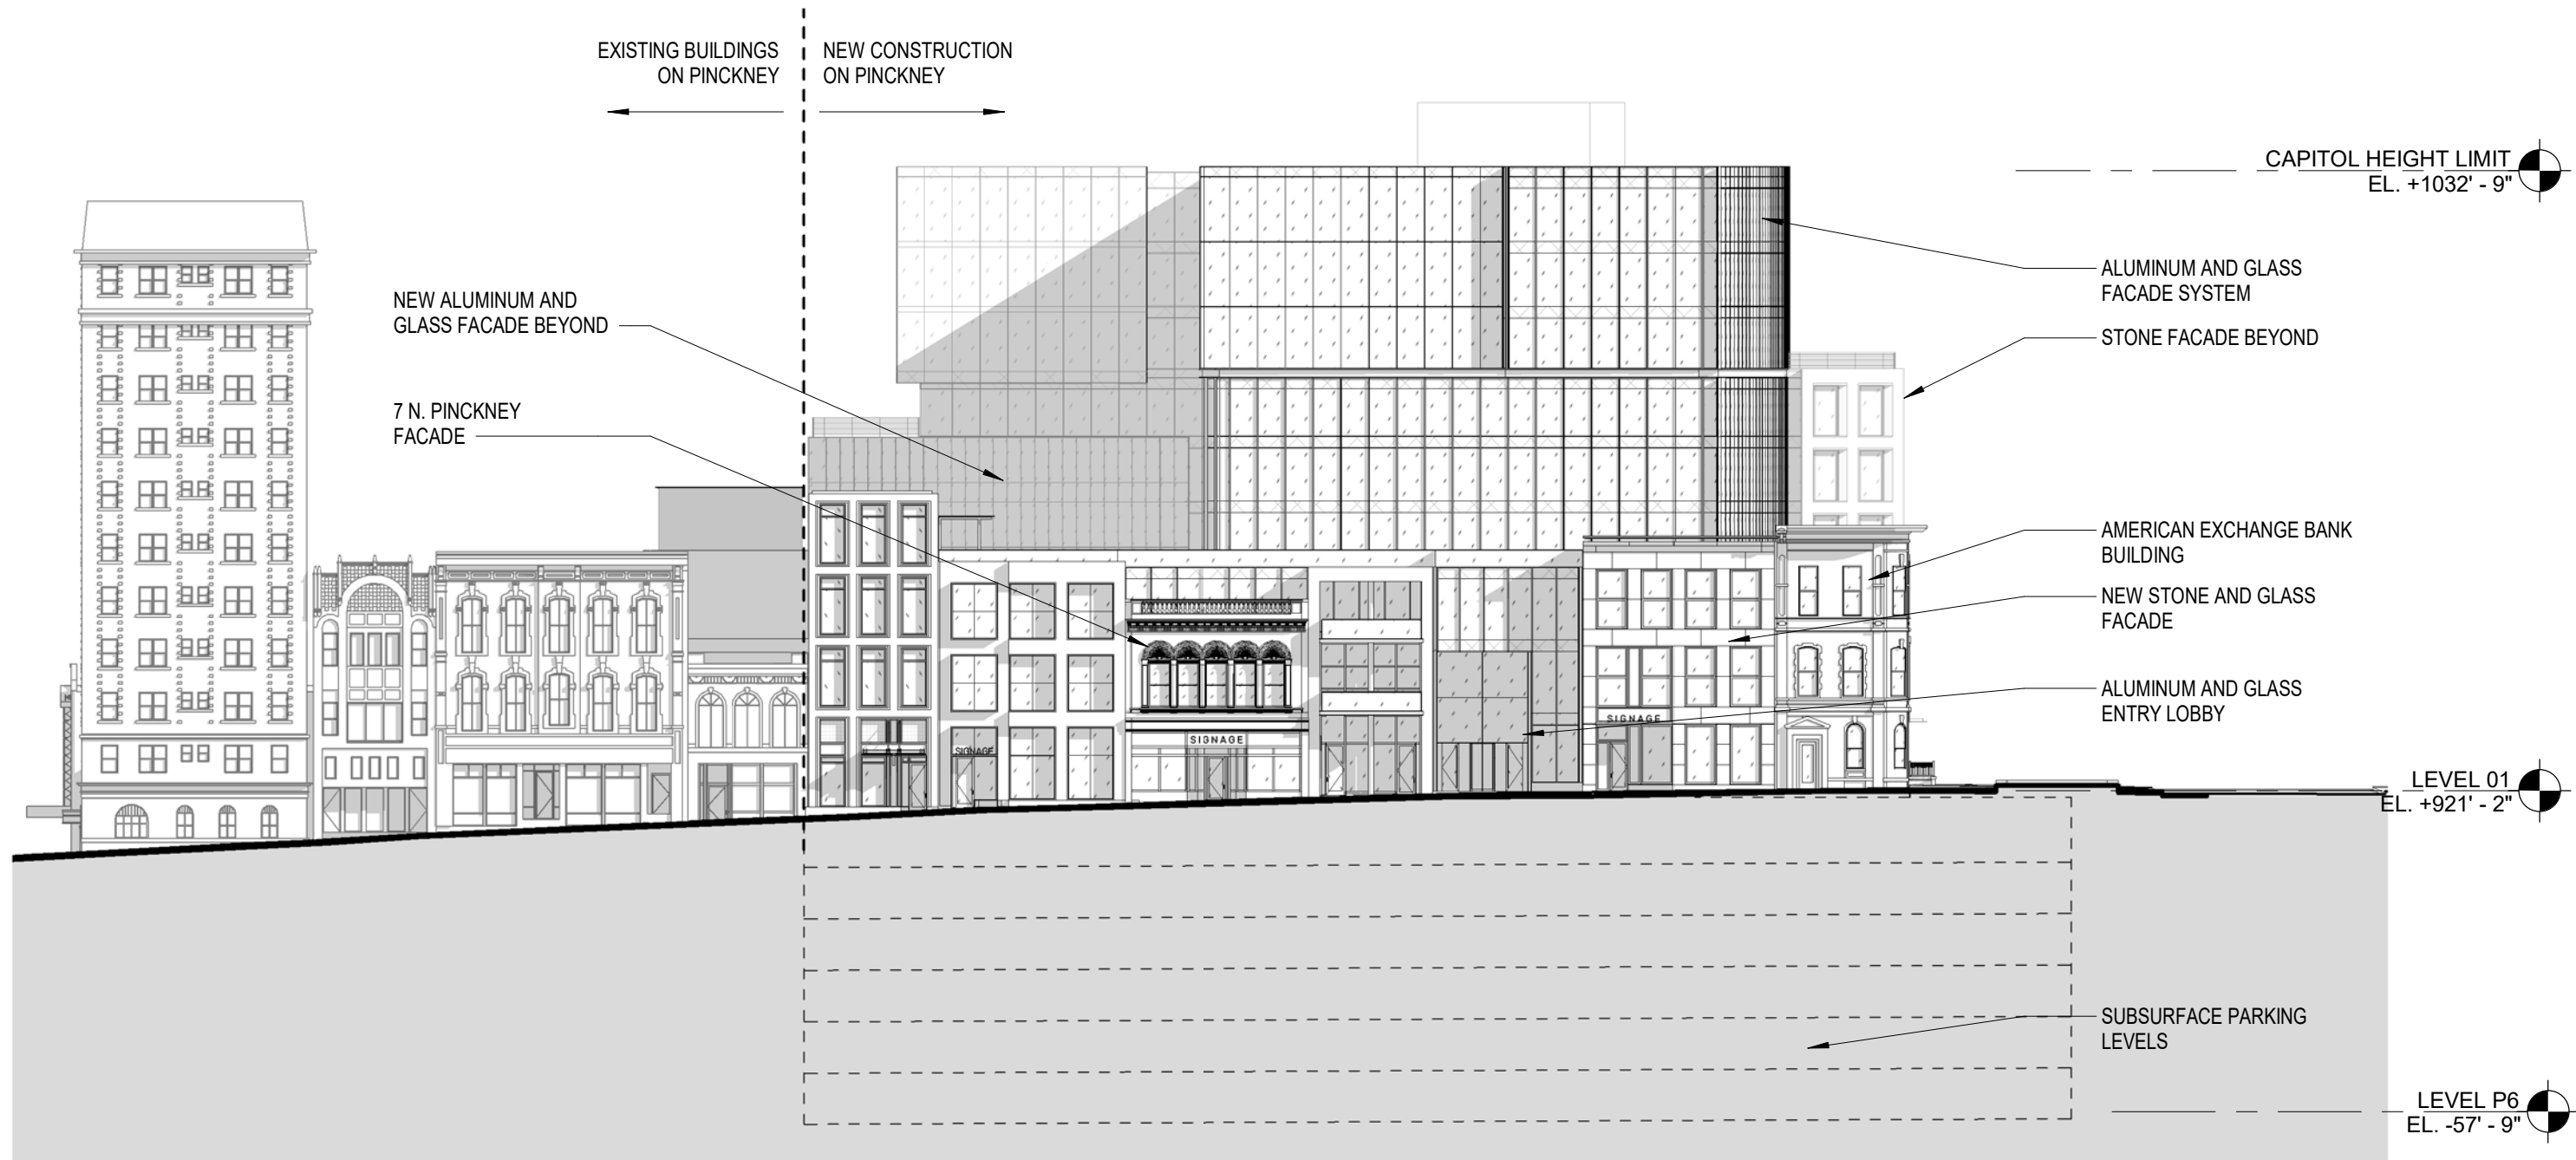 EXISTING BUILDINGS
ON PINCKNEY
NEW CONSTRUCTION
ON PINCKNEY
CAPITOL HEIGHT LIMIT
EL. +1032' - 9"
ALUMINUM AND GLASS
FACADE SYSTEM
NEW ALUMINUM AND
GLASS FACADE BEYOND
STONE FACADE BEYOND
7 N. PINCKNEY
FACADE
AMERICAN EXCHANGE BANK
BUILDING
NEW STONE AND GLASS
FACADE
ALUMINUM AND GLASS
ENTRY LOBBY
SIGNAGE
SIGNAGE
SIGNAGE
LEVEL 01
EL. +921' - 2"
SUBSURFACE PARKING
LEVELS
LEVEL P6
EL. -57' - 9"